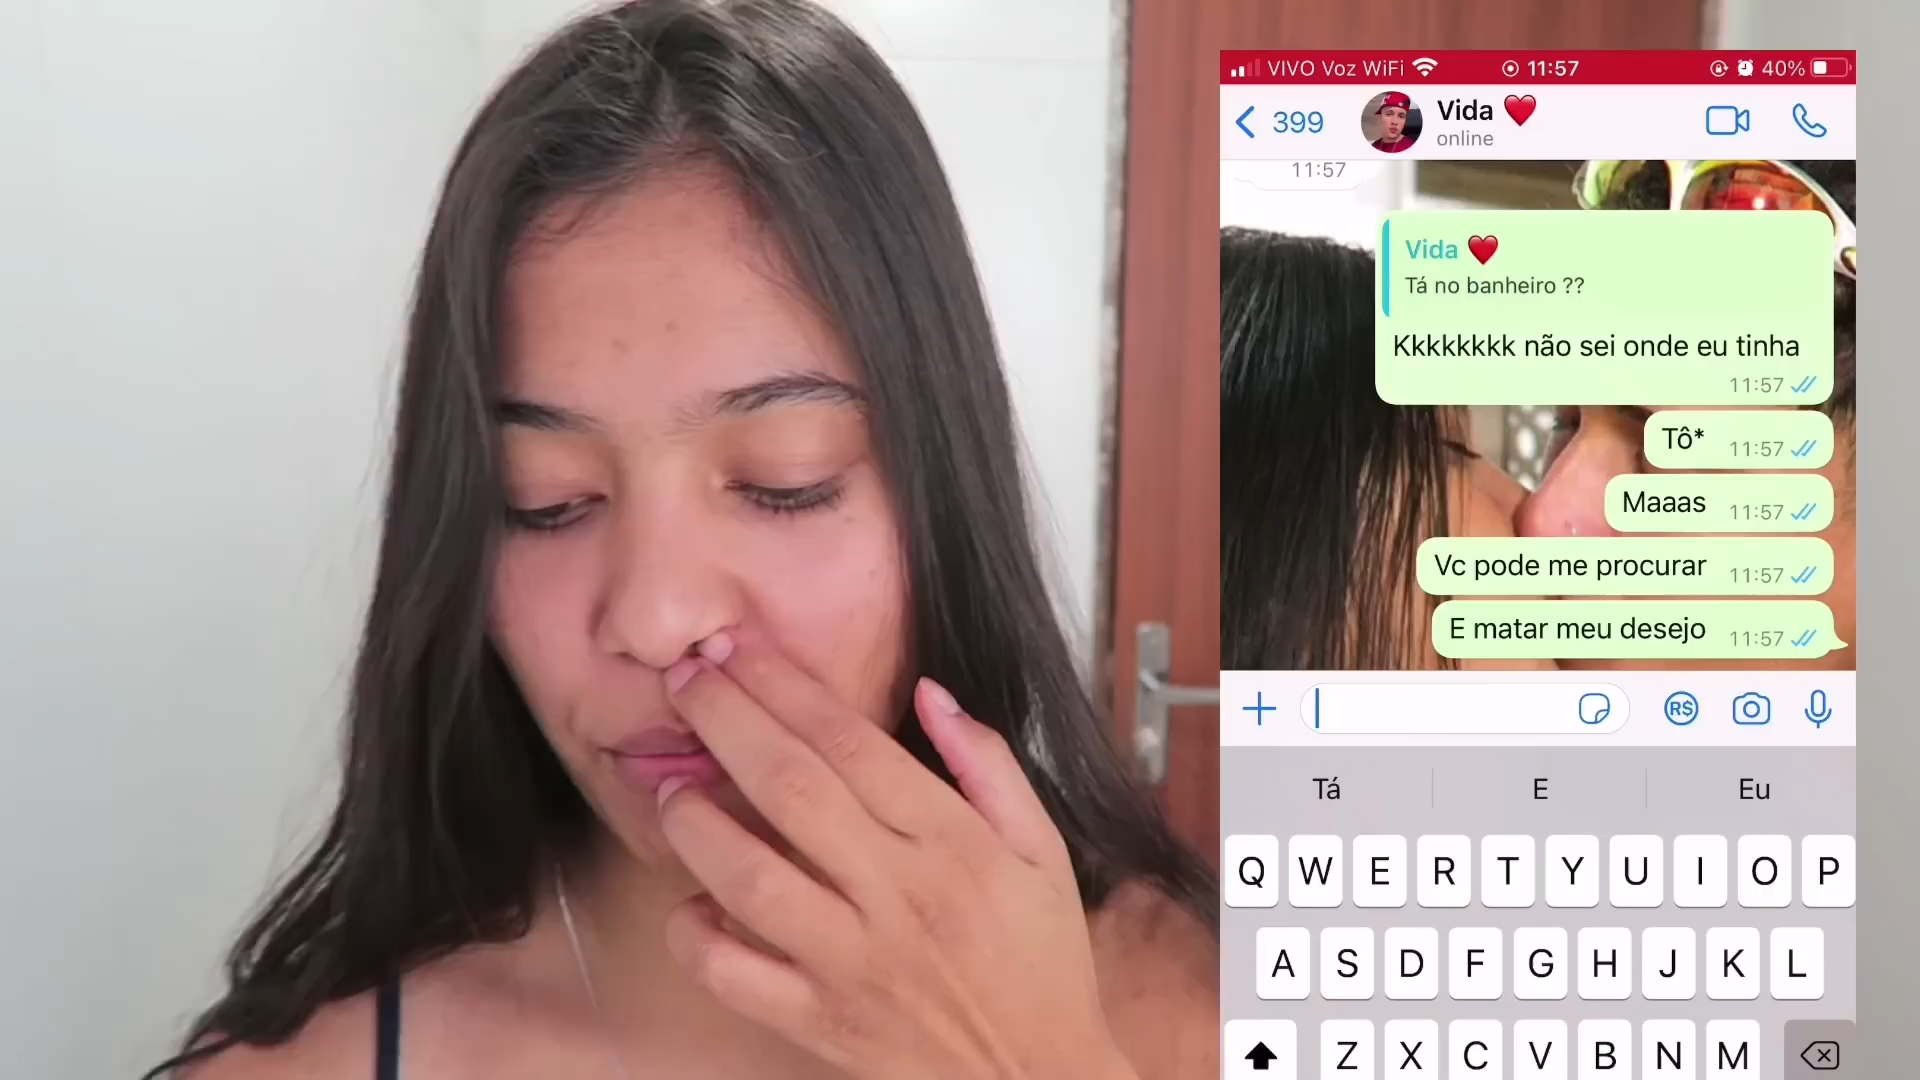 VIVO Voz WiFi 11:57 40%
399 Vida ❤️
online
11:57
Vida ❤️
Tá no banheiro ??
Kkkkkkkk não sei onde eu tinha
11:57
Tô* 11:57
Maaas 11:57
Vc pode me procurar 11:57
E matar meu desejo 11:57
R$
Tá E Eu
Q W E R T Y U I O P
A S D F G H J K L
Z X C V B N M